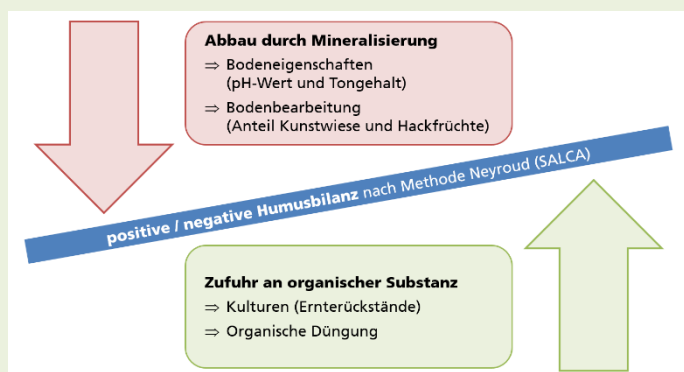 Abbau durch Mineralisierung
⇒ Bodeneigenschaften
(pH-Wert und Tongehalt)
⇒ Bodenbearbeitung
(Anteil Kunstwiese und Hackfrüchte)
positive / negative Humusbilanz nach Methode Neyroud (SALCA)
Zufuhr an organischer Substanz
⇒ Kulturen (Ernterückstände)
⇒ Organische Düngung